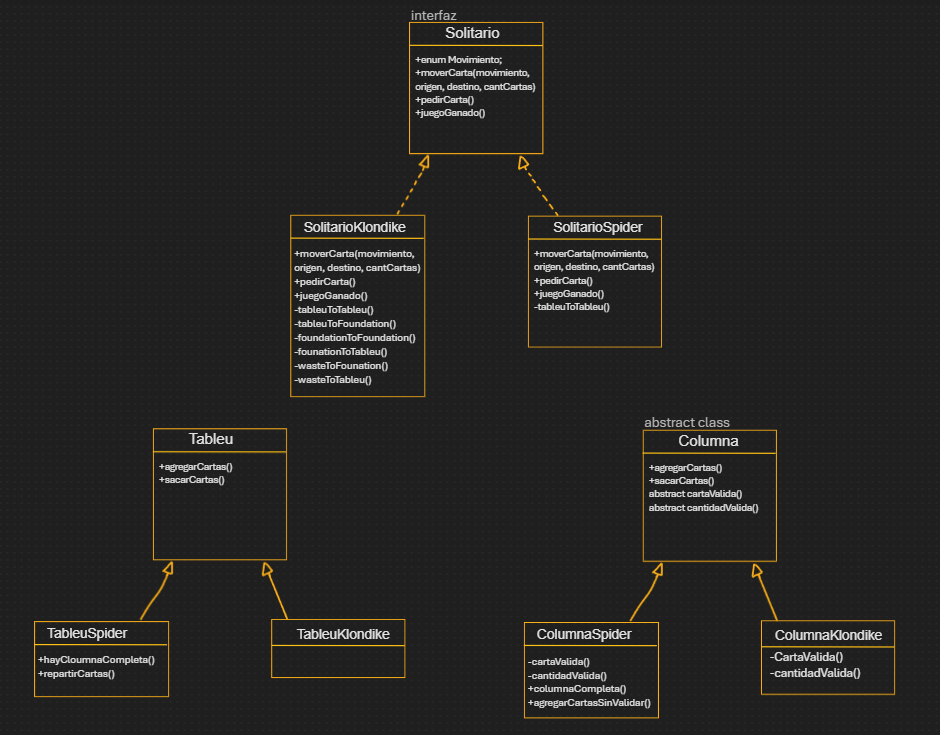 interfaz
Solitario
+enum Movimiento;
+moverCarta(movimiento,
origen, destino, cantCartas)
+pedirCarta()
+juegoGanado()
SolitarioKlondike
+moverCarta(movimiento,
origen, destino, cantCartas)
+pedirCarta()
+juegoGanado()
-tableuToTableu()
-tableuToFoundation()
-foundationToFoundation()
-founationToTableu()
-wasteToFounation()
-wasteToTableu()
SolitarioSpider
+moverCarta(movimiento,
origen, destino, cantCartas)
+pedirCarta()
+juegoGanado()
-tableuToTableu()
Tableu
+agregarCartas()
+sacarCartas()
abstract class
Columna
+agregarCartas()
+sacarCartas()
abstract cartaValida()
abstract cantidadValida()
TableuSpider
+hayCloumnaCompleta()
+repartirCartas()
TableuKlondike
ColumnaSpider
-cartaValida()
-cantidadValida()
+columnaCompleta()
+agregarCartasSinValidar()
ColumnaKlondike
-CartaValida()
-cantidadValida()